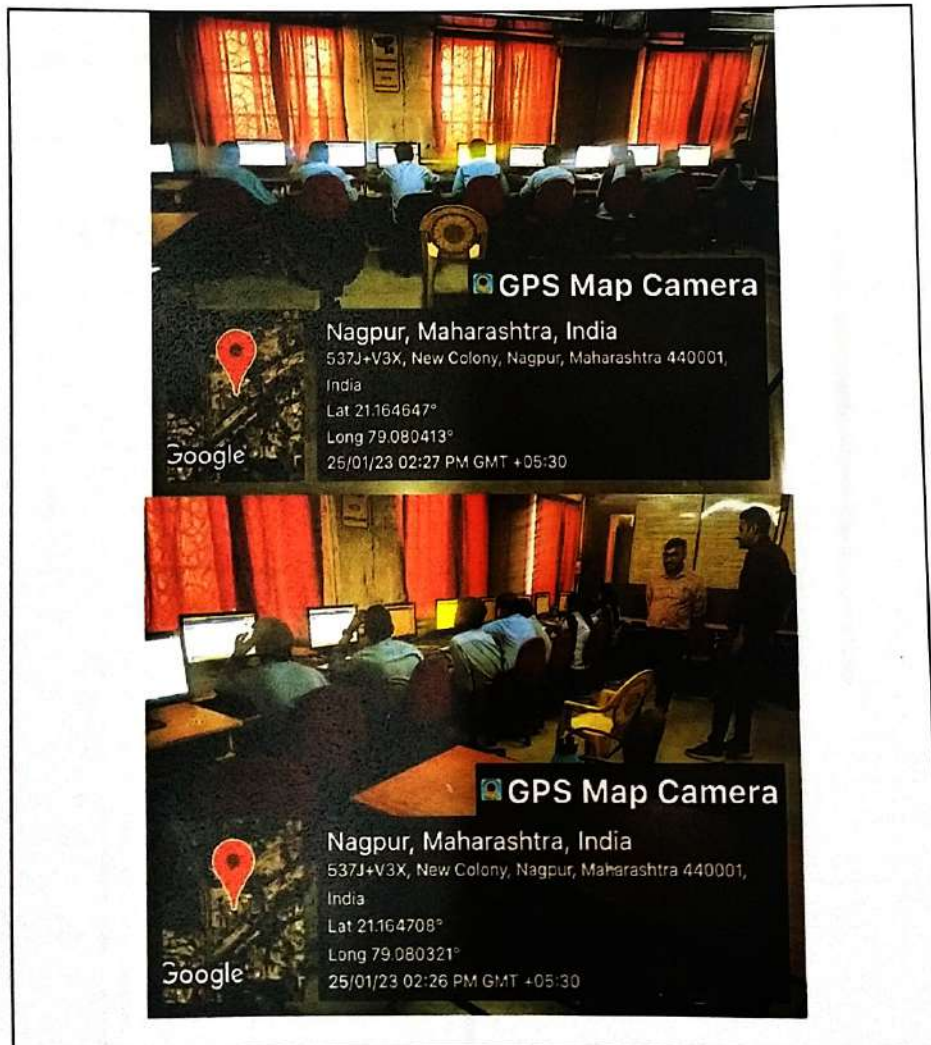 GPS Map Camera
Nagpur, Maharashtra, India
537J+V3X, New Colony, Nagpur, Maharashtra 440001,
India
Lat 21.164647°
Long 79.080413°
25/01/23 02:27 PM GMT +05:30
Google
GPS Map Camera
Nagpur, Maharashtra, India
537J+V3X, New Colony, Nagpur, Maharashtra 440001,
India
Lat 21.164708°
Long 79.080321°
25/01/23 02:26 PM GMT +05:30
Google